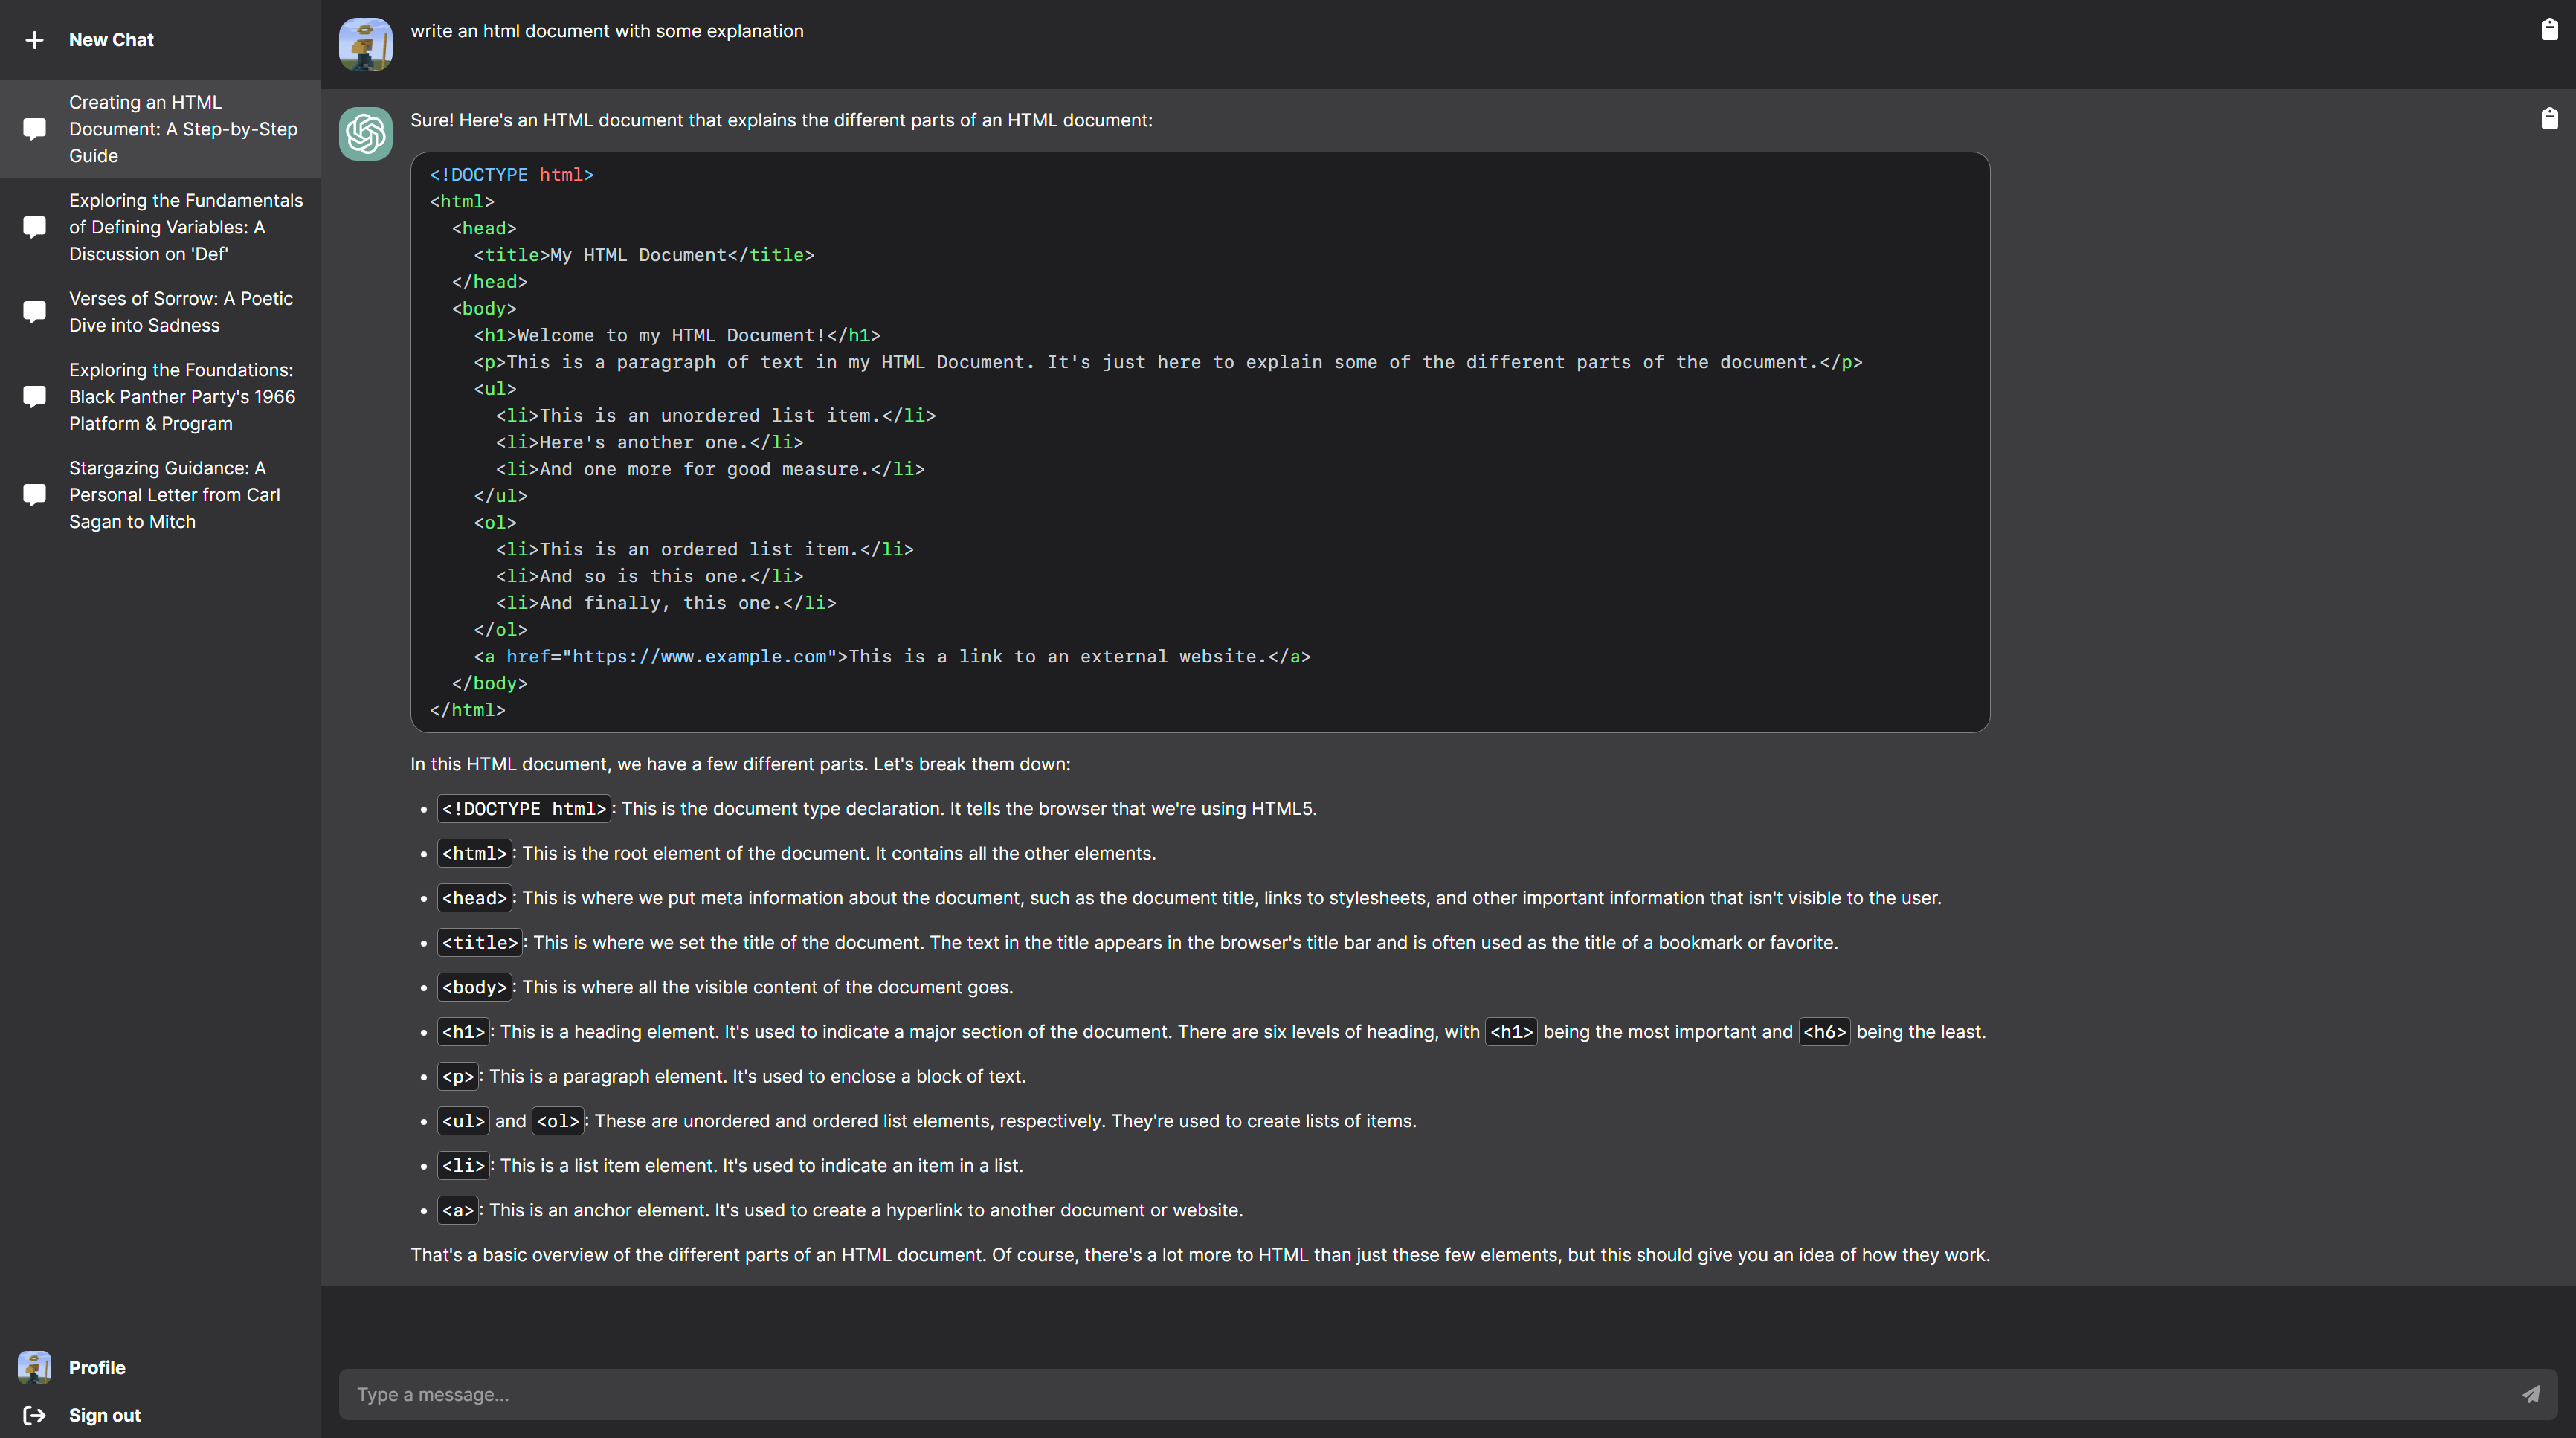 New Chat
Creating an HTML
Document: A Step-by-Step
Guide
Exploring the Fundamentals
of Defining Variables: A
Discussion on 'Def'
Verses of Sorrow: A Poetic
Dive into Sadness
Exploring the Foundations:
Black Panther Party's 1966
Platform & Program
Stargazing Guidance: A
Personal Letter from Carl
Sagan to Mitch
Profile
Sign out
write an html document with some explanation
Sure! Here's an HTML document that explains the different parts of an HTML document:
<!DOCTYPE html>
<html>
  <head>
    <title>My HTML Document</title>
  </head>
  <body>
    <h1>Welcome to my HTML Document!</h1>
    <p>This is a paragraph of text in my HTML Document. It's just here to explain some of the different parts of the document.</p>
    <ul>
      <li>This is an unordered list item.</li>
      <li>Here's another one.</li>
      <li>And one more for good measure.</li>
    </ul>
    <ol>
      <li>This is an ordered list item.</li>
      <li>And so is this one.</li>
      <li>And finally, this one.</li>
    </ol>
    <a href="https://www.example.com">This is a link to an external website.</a>
  </body>
</html>
In this HTML document, we have a few different parts. Let's break them down:
• <!DOCTYPE html>: This is the document type declaration. It tells the browser that we're using HTML5.
• <html>: This is the root element of the document. It contains all the other elements.
• <head>: This is where we put meta information about the document, such as the document title, links to stylesheets, and other important information that isn't visible to the user.
• <title>: This is where we set the title of the document. The text in the title appears in the browser's title bar and is often used as the title of a bookmark or favorite.
• <body>: This is where all the visible content of the document goes.
• <h1>: This is a heading element. It's used to indicate a major section of the document. There are six levels of heading, with <h1> being the most important and <h6> being the least.
• <p>: This is a paragraph element. It's used to enclose a block of text.
• <ul> and <ol>: These are unordered and ordered list elements, respectively. They're used to create lists of items.
• <li>: This is a list item element. It's used to indicate an item in a list.
• <a>: This is an anchor element. It's used to create a hyperlink to another document or website.
That's a basic overview of the different parts of an HTML document. Of course, there's a lot more to HTML than just these few elements, but this should give you an idea of how they work.
Type a message...